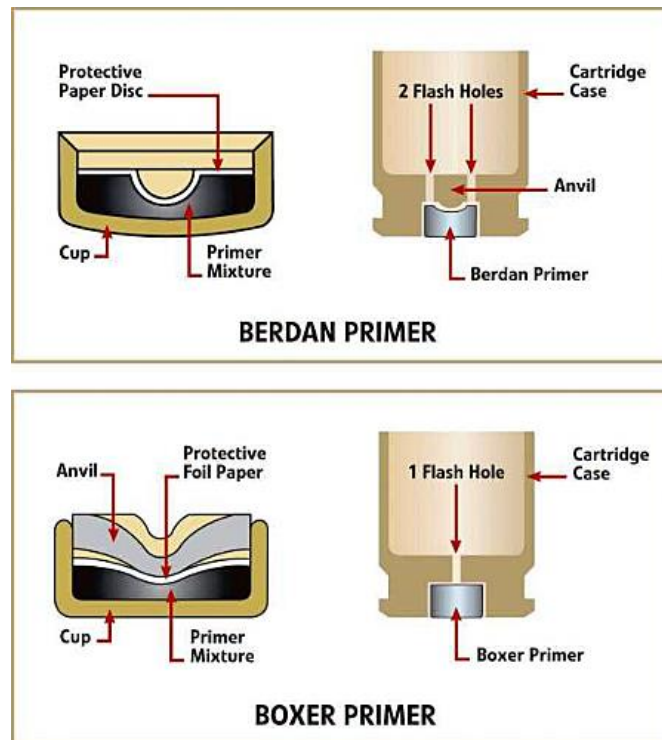 Protective
Paper Disc
Cup
Primer
Mixture
2 Flash Holes
Cartridge
Case
Anvil
Berdan Primer
BERDAN PRIMER
Anvil
Protective
Foil Paper
Cup
Primer
Mixture
1 Flash Hole
Cartridge
Case
Boxer Primer
BOXER PRIMER